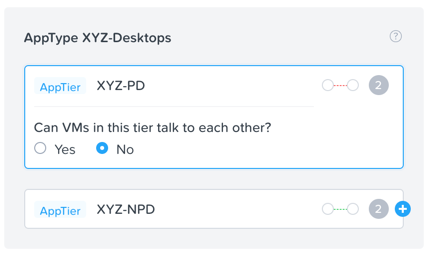 AppType XYZ-Desktops ?
AppTier XYZ-PD 2
Can VMs in this tier talk to each other?
Yes No
AppTier XYZ-NPD 2 +